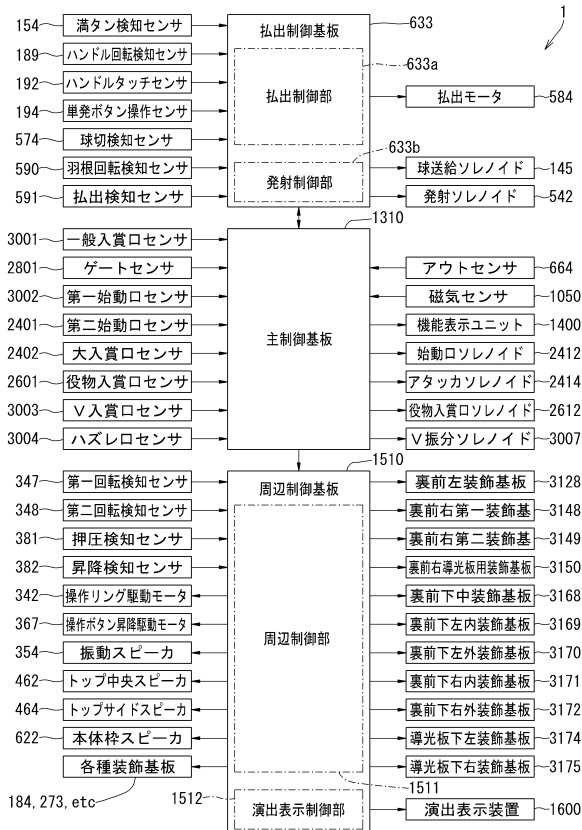 1
154 満タン検知センサ
189 ハンドル回転検知センサ
192 ハンドルタッチセンサ
194 単発ボタン操作センサ
574 球切検知センサ
590 羽根回転検知センサ
591 払出検知センサ
払出制御基板 633
633a
払出制御部
633b
発射制御部
払出モータ 584
球送給ソレノイド 145
発射ソレノイド 542
1310
3001 一般入賞口センサ
2801 ゲートセンサ
3002 第一始動口センサ
2401 第二始動口センサ
2402 大入賞口センサ
2601 役物入賞口センサ
3003 V入賞口センサ
3004 ハズレ口センサ
主制御基板
アウトセンサ 664
磁気センサ 1050
機能表示ユニット 1400
始動口ソレノイド 2412
アタッカソレノイド 2414
役物入賞口ソレノイド 2612
V振分ソレノイド 3007
1510
347 第一回転検知センサ
348 第二回転検知センサ
381 押圧検知センサ
382 昇降検知センサ
342 操作リング駆動モータ
367 操作ボタン昇降駆動モータ
354 振動スピーカ
462 トップ中央スピーカ
464 トップサイドスピーカ
622 本体枠スピーカ
各種装飾基板
184, 273, etc
周辺制御基板
周辺制御部
1511
1512
演出表示制御部
裏前左装飾基板 3128
裏前右第一装飾基 3148
裏前右第二装飾基 3149
裏前右導光板用装飾基板 3150
裏前下中装飾基板 3168
裏前下左内装飾基板 3169
裏前下左外装飾基板 3170
裏前下右内装飾基板 3171
裏前下右外装飾基板 3172
導光板下左装飾基板 3174
導光板下右装飾基板 3175
演出表示装置 1600